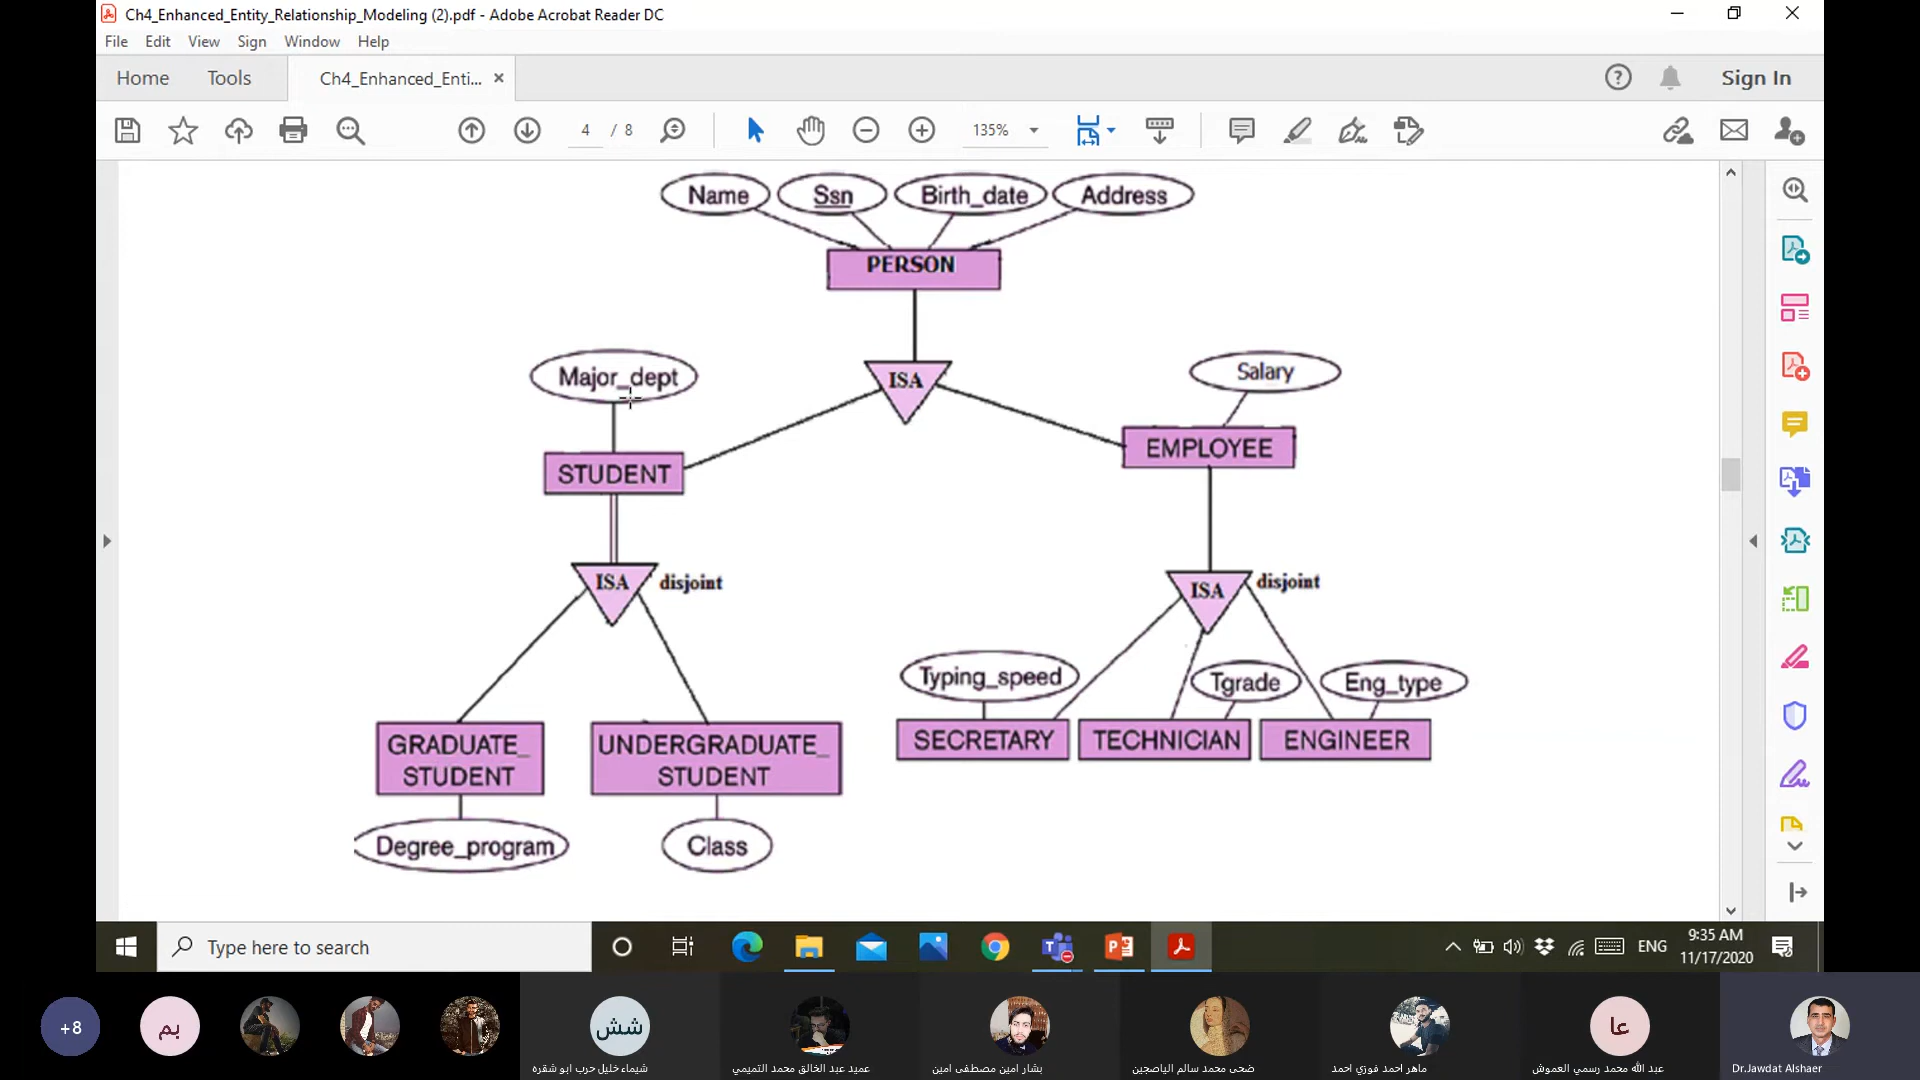 Ch4_Enhanced_Entity_Relationship_Modeling (2).pdf - Adobe Acrobat Reader DC
File Edit View Sign Window Help
Home Tools Ch4_Enhanced_Enti... × Sign In
4 / 8 135%
Name Ssn Birth_date Address
PERSON
Major_dept ISA Salary
STUDENT EMPLOYEE
ISA disjoint ISA disjoint
Typing_speed Tgrade Eng_type
SECRETARY TECHNICIAN ENGINEER
GRADUATE_
STUDENT
UNDERGRADUATE_
STUDENT
Degree_program Class
Type here to search
ENG
9:35 AM
11/17/2020
+8
بم
شش
عا
شيماء خليل حرب ابو شقره
عميد عبد الخالق محمد التميمي
بشار امين مصطفى امين
ضحى محمد سالم الياصجين
ماهر احمد فوزي احمد
عبد الله محمد رسمي العموش
Dr.Jawdat Alshaer